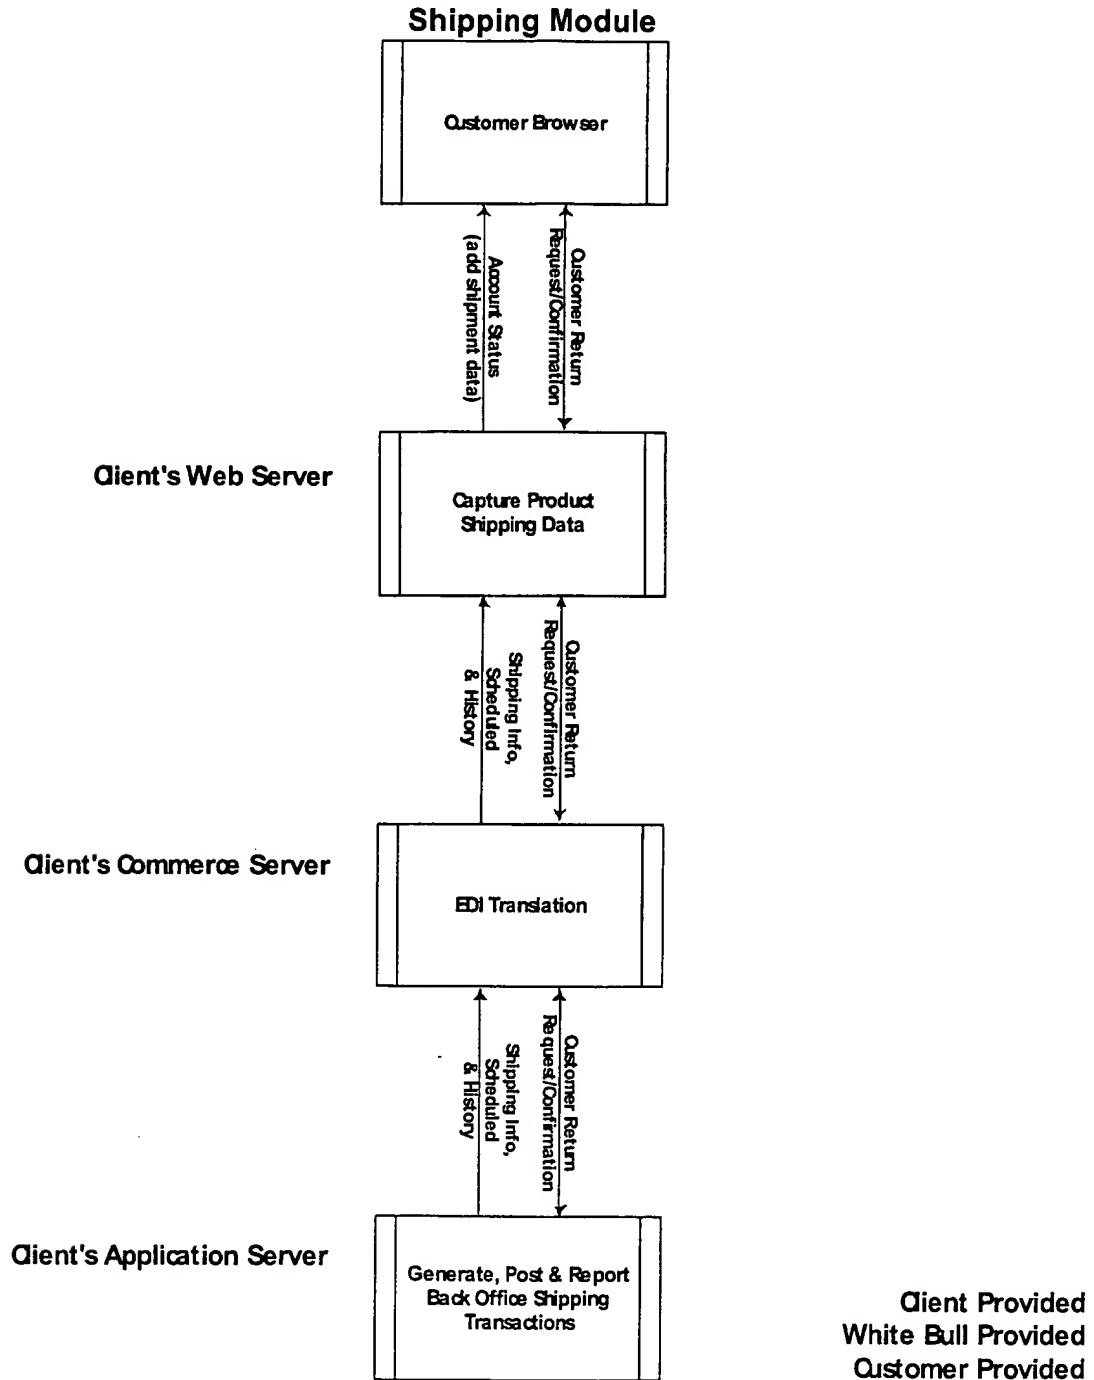 Shipping Module
Customer Browser
Account Status
(add shipment data)
Customer Return
Request/Confirmation
Client's Web Server
Capture Product
Shipping Data
Shipping Info,
Scheduled
& History
Customer Return
Request/Confirmation
Client's Commerce Server
EDI Translation
Shipping Info,
Scheduled
& History
Customer Return
Request/Confirmation
Client's Application Server
Generate, Post & Report
Back Office Shipping
Transactions
Client Provided
White Bull Provided
Customer Provided